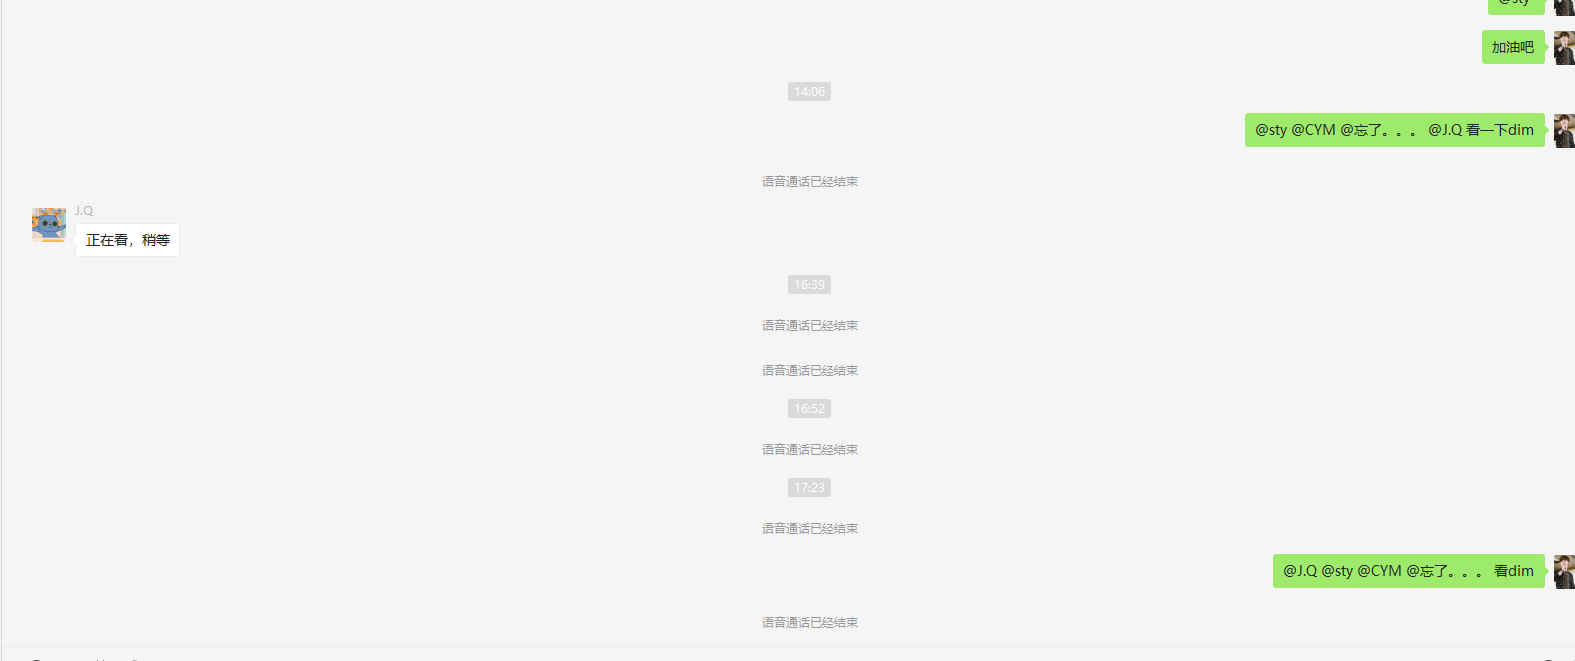 @sty
加油吧
14:06
@sty @CYM @忘了。。。 @J.Q 看一下dim
语音通话已经结束
J.Q
正在看，稍等
16:39
语音通话已经结束
语音通话已经结束
16:52
语音通话已经结束
17:23
语音通话已经结束
@J.Q @sty @CYM @忘了。。。 看dim
语音通话已经结束